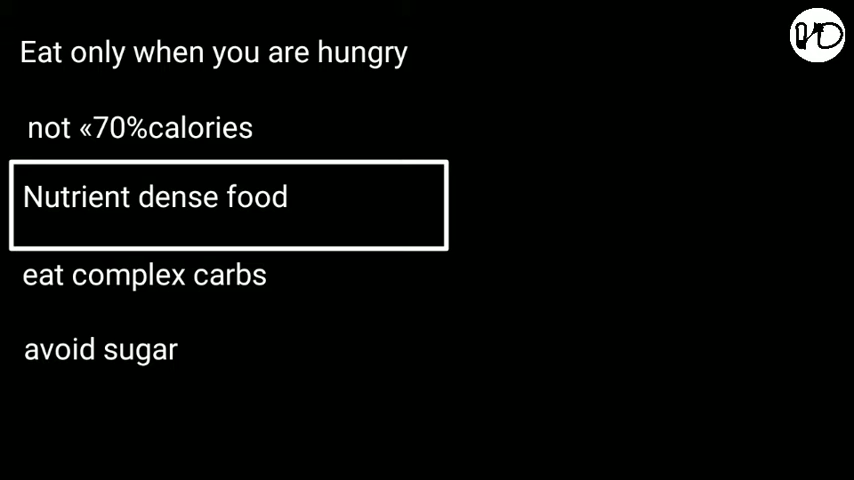 Eat only when you are hungry
not «70%calories
Nutrient dense food
eat complex carbs
avoid sugar